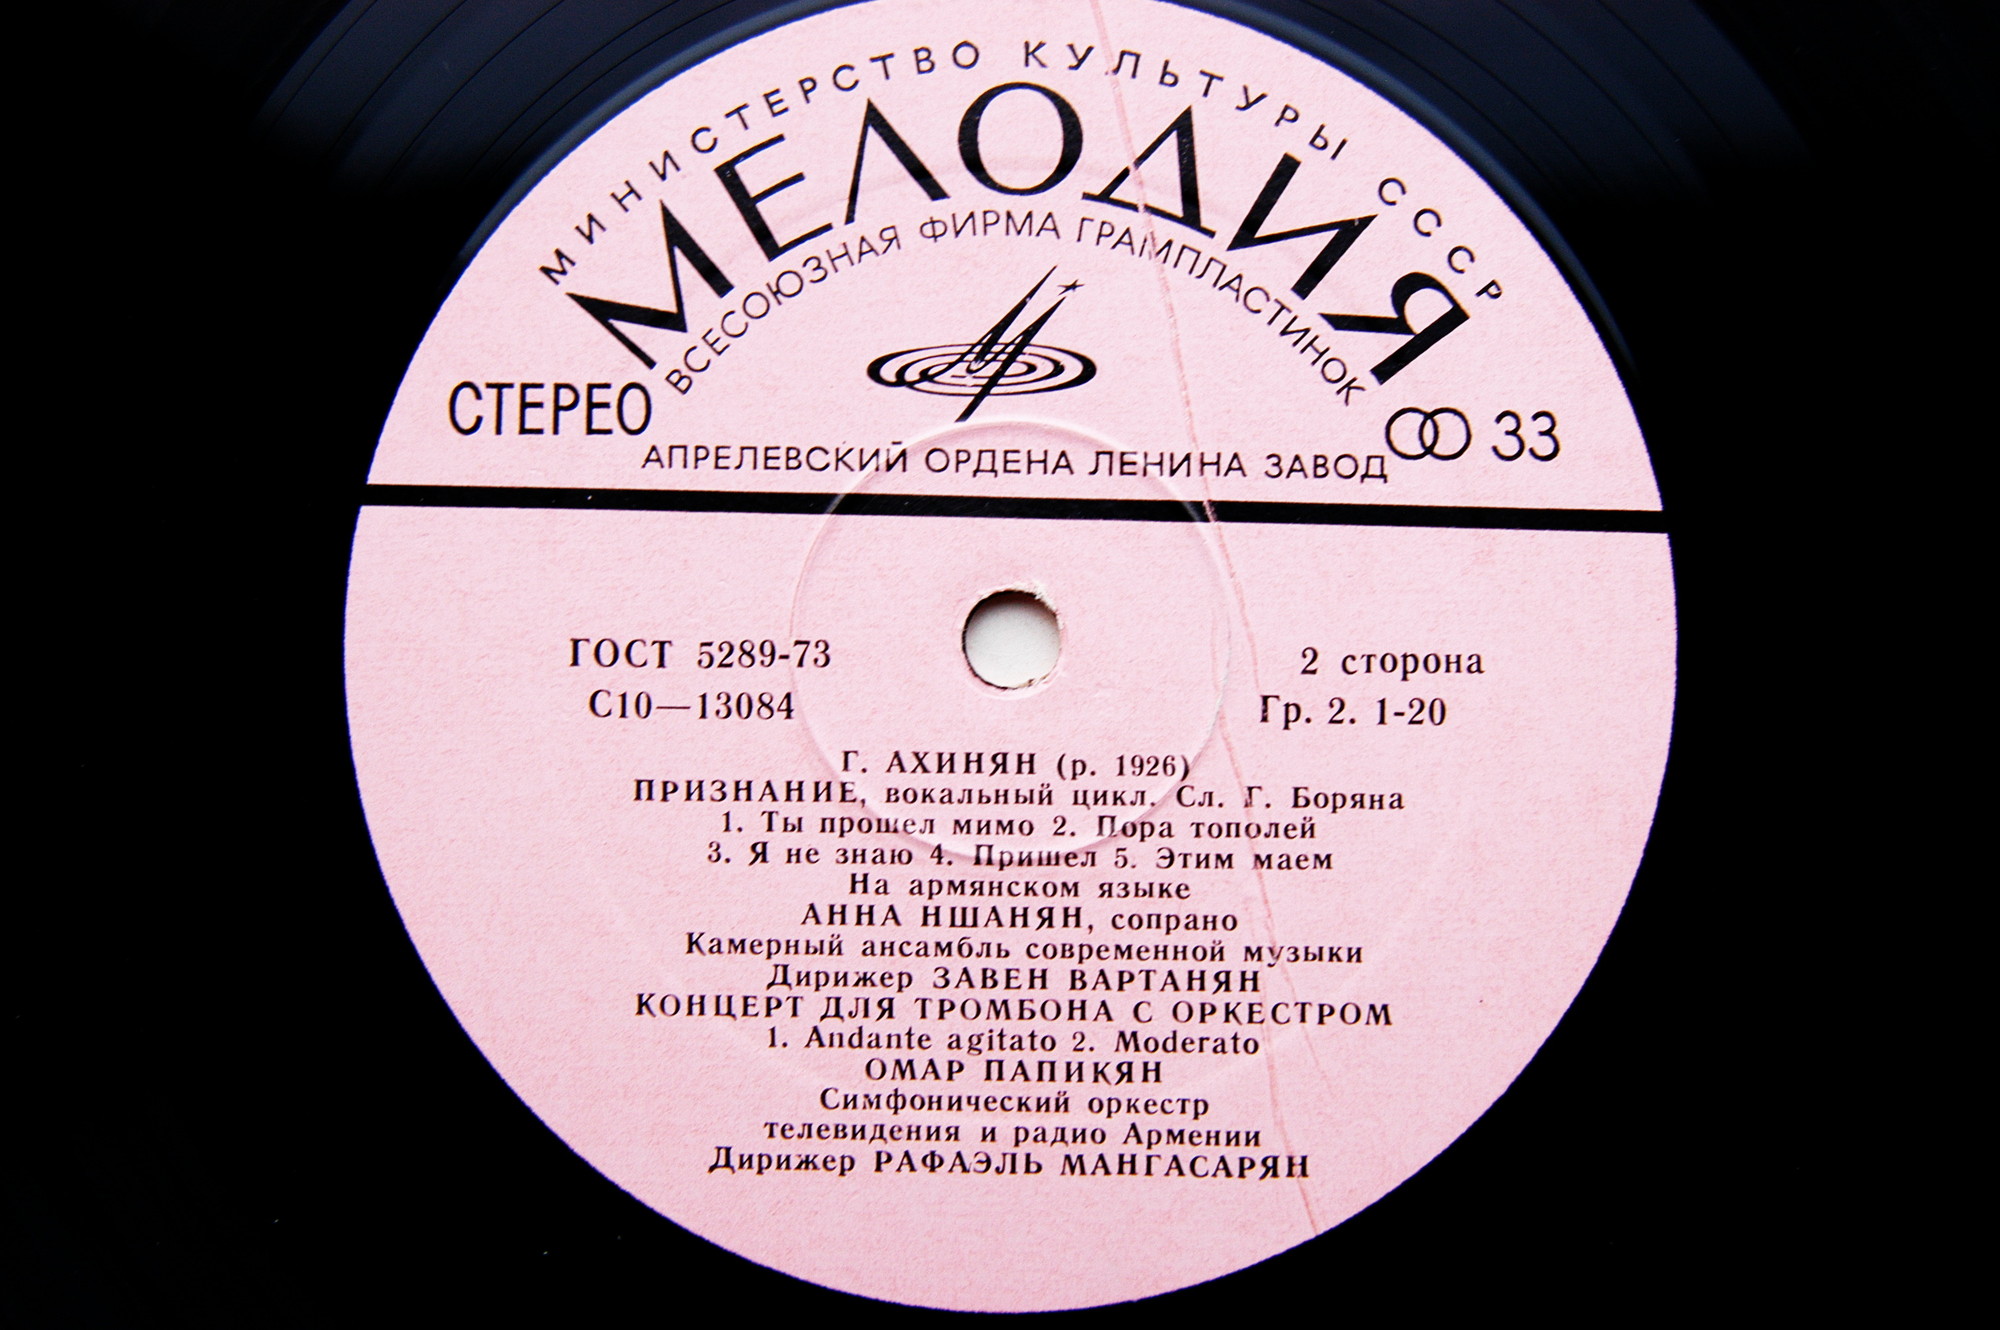 МИНИСТЕРСТВО КУЛЬТУРЫ СССР
МЕЛОДИЯ
ВСЕСОЮЗНАЯ ФИРМА ГРАМПЛАСТИНОК
СТЕРЕО
33
АПРЕЛЕВСКИЙ ОРДЕНА ЛЕНИНА ЗАВОД
ГОСТ 5289-73
2 сторона
С10—13084
Гр. 2. 1-20
Г. АХИНЯН (р. 1926)
ПРИЗНАНИЕ, вокальный цикл. Сл. Г. Боряна
1. Ты прошел мимо 2. Пора тополей
3. Я не знаю 4. Пришел 5. Этим маем
На армянском языке
АННА НШАНЯН, сопрано
Камерный ансамбль современной музыки
Дирижер ЗАВЕН ВАРТАНЯН
КОНЦЕРТ ДЛЯ ТРОМБОНА С ОРКЕСТРОМ
1. Andante agitato 2. Moderato
ОМАР ПАПИКЯН
Симфонический оркестр
телевидения и радио Армении
Дирижер РАФАЭЛЬ МАНГАСАРЯН